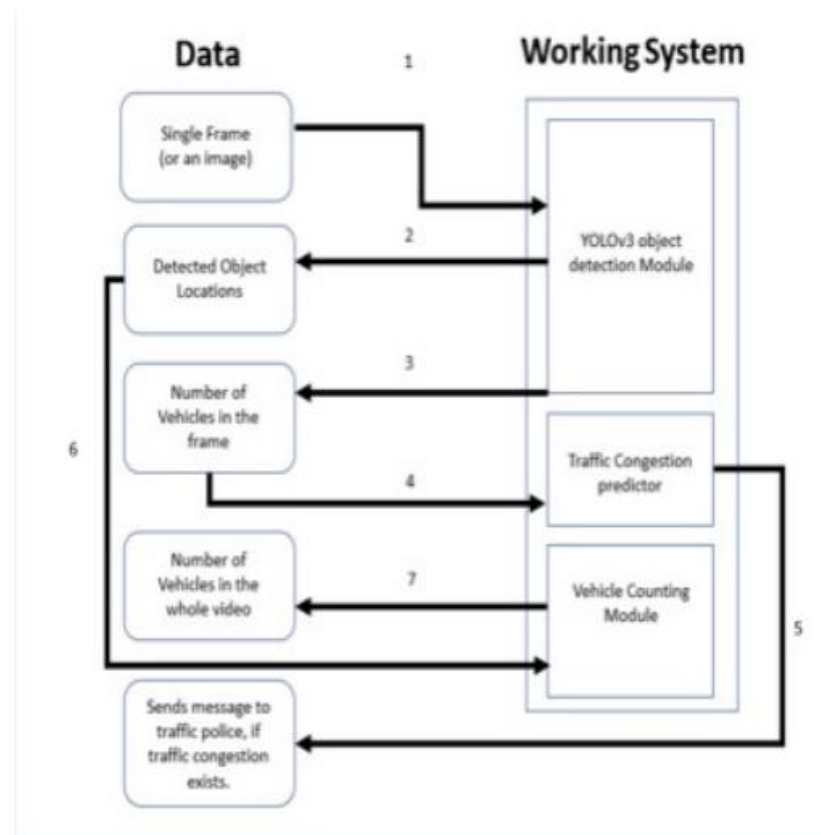 Data
1
Working System
Single Frame
(or an image)
2
YOLOv3 object
detection Module
Detected Object
Locations
3
Number of
Vehicles in the
frame
6
4
Traffic Congestion
predictor
Number of
Vehicles in the
whole video
7
Vehicle Counting
Module
5
Sends message to
traffic police, if
traffic congestion
exists.